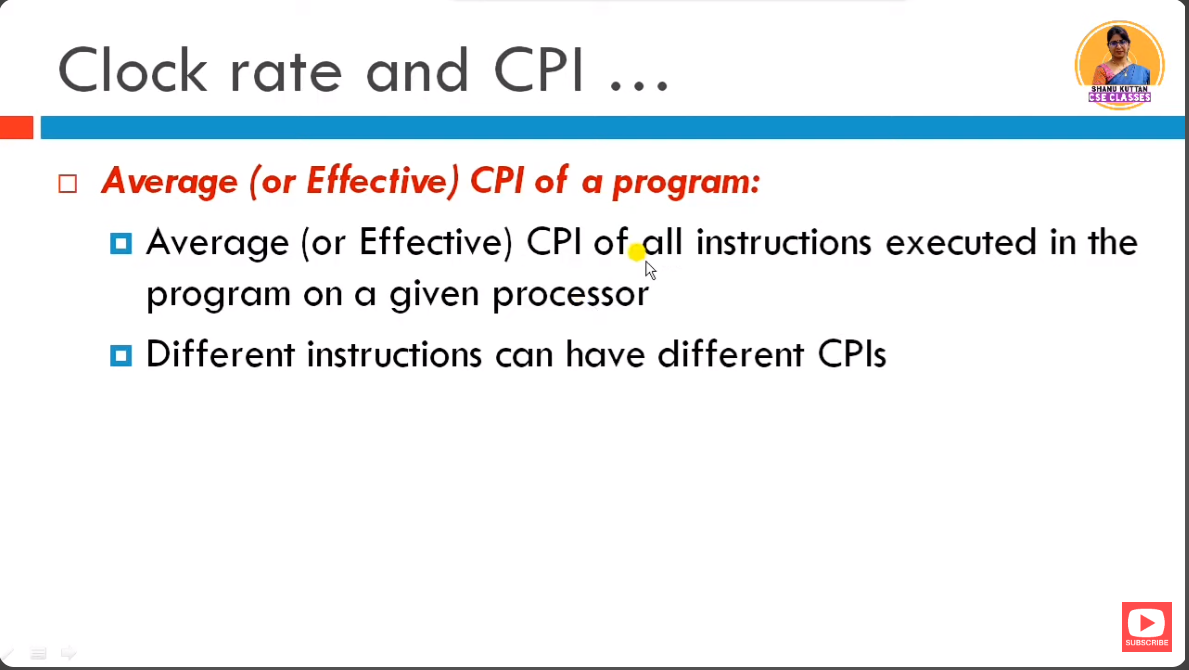 Clock rate and CPI ...
SHANU KUTTAN
CSE CLASSES
Average (or Effective) CPI of a program:
Average (or Effective) CPI of all instructions executed in the
program on a given processor
Different instructions can have different CPIs
SUBSCRIBE